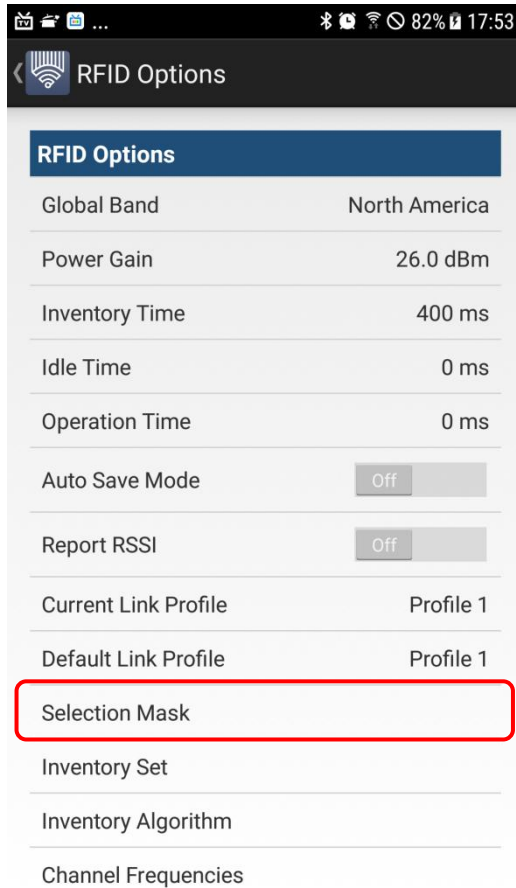 ... 82% 17:53
RFID Options
RFID Options
Global Band North America
Power Gain 26.0 dBm
Inventory Time 400 ms
Idle Time 0 ms
Operation Time 0 ms
Auto Save Mode Off
Report RSSI Off
Current Link Profile Profile 1
Default Link Profile Profile 1
Selection Mask
Inventory Set
Inventory Algorithm
Channel Frequencies